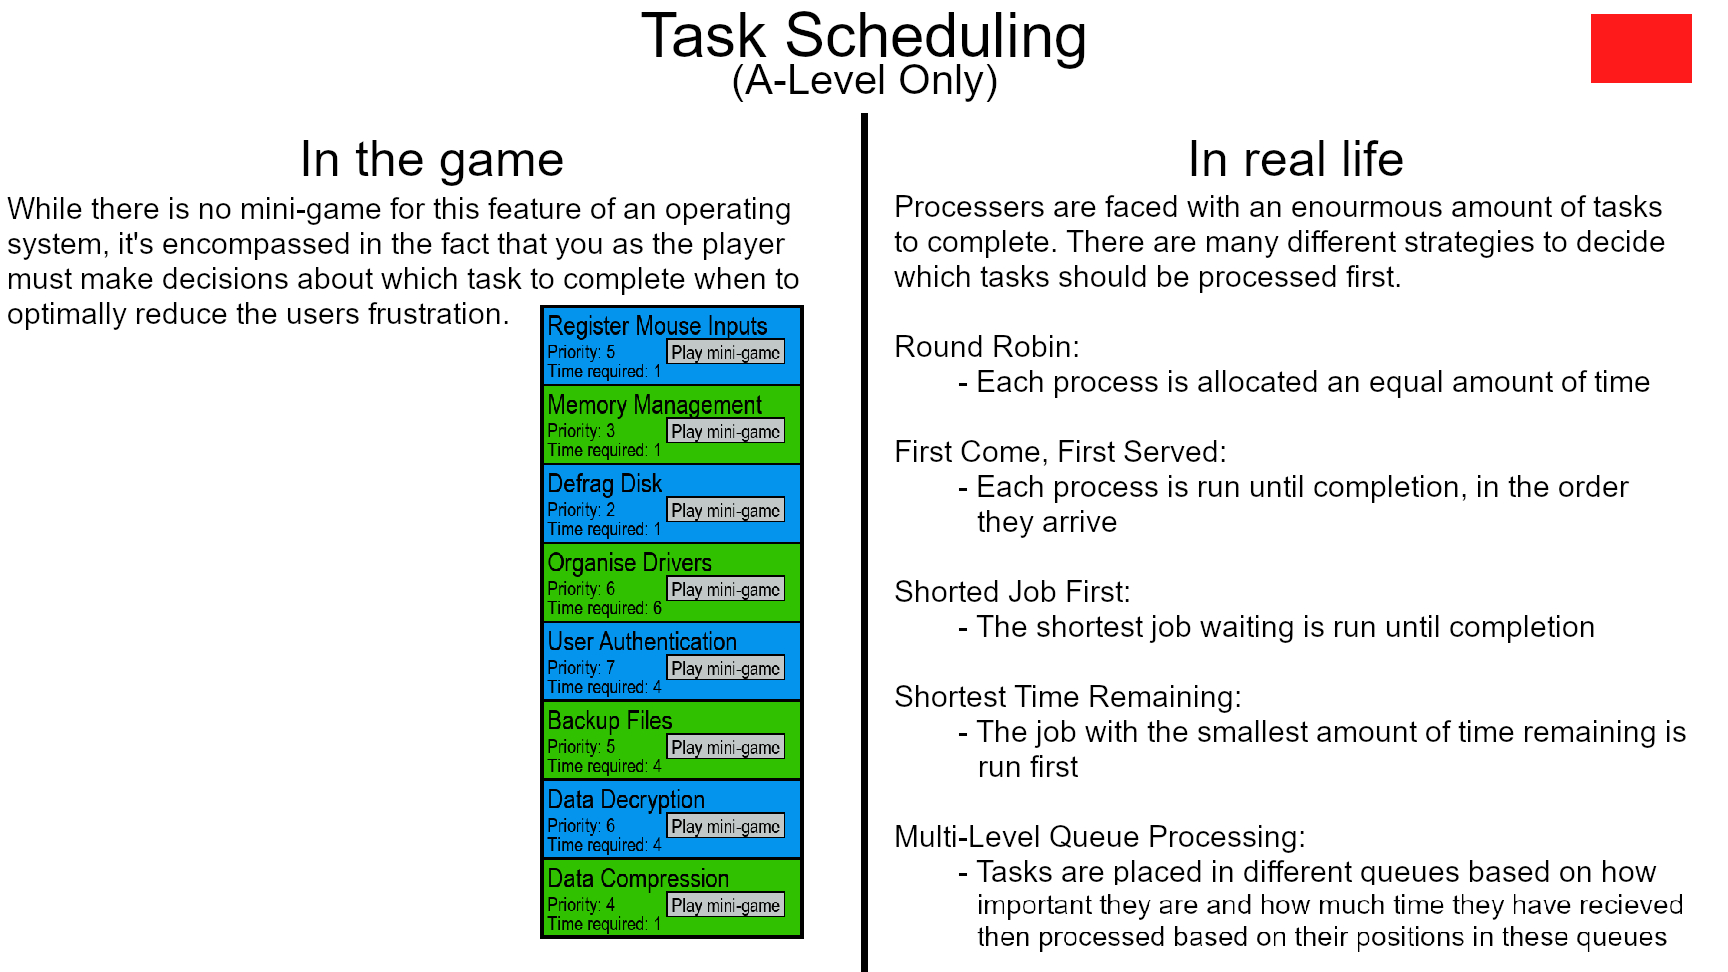 Task Scheduling
(A-Level Only)
In the game
While there is no mini-game for this feature of an operating
system, it's encompassed in the fact that you as the player
must make decisions about which task to complete when to
optimally reduce the users frustration.
Register Mouse Inputs
Priority: 5
Play mini-game
Time required: 1
Memory Management
Priority: 3
Play mini-game
Time required: 1
Defrag Disk
Priority: 2
Play mini-game
Time required: 1
Organise Drivers
Priority: 6
Play mini-game
Time required: 6
User Authentication
Priority: 7
Play mini-game
Time required: 4
Backup Files
Priority: 5
Play mini-game
Time required: 4
Data Decryption
Priority: 6
Play mini-game
Time required: 4
Data Compression
Priority: 4
Play mini-game
Time required: 1
In real life
Processers are faced with an enourmous amount of tasks
to complete. There are many different strategies to decide
which tasks should be processed first.
Round Robin:
- Each process is allocated an equal amount of time
First Come, First Served:
- Each process is run until completion, in the order
they arrive
Shorted Job First:
- The shortest job waiting is run until completion
Shortest Time Remaining:
- The job with the smallest amount of time remaining is
run first
Multi-Level Queue Processing:
- Tasks are placed in different queues based on how
important they are and how much time they have recieved
then processed based on their positions in these queues